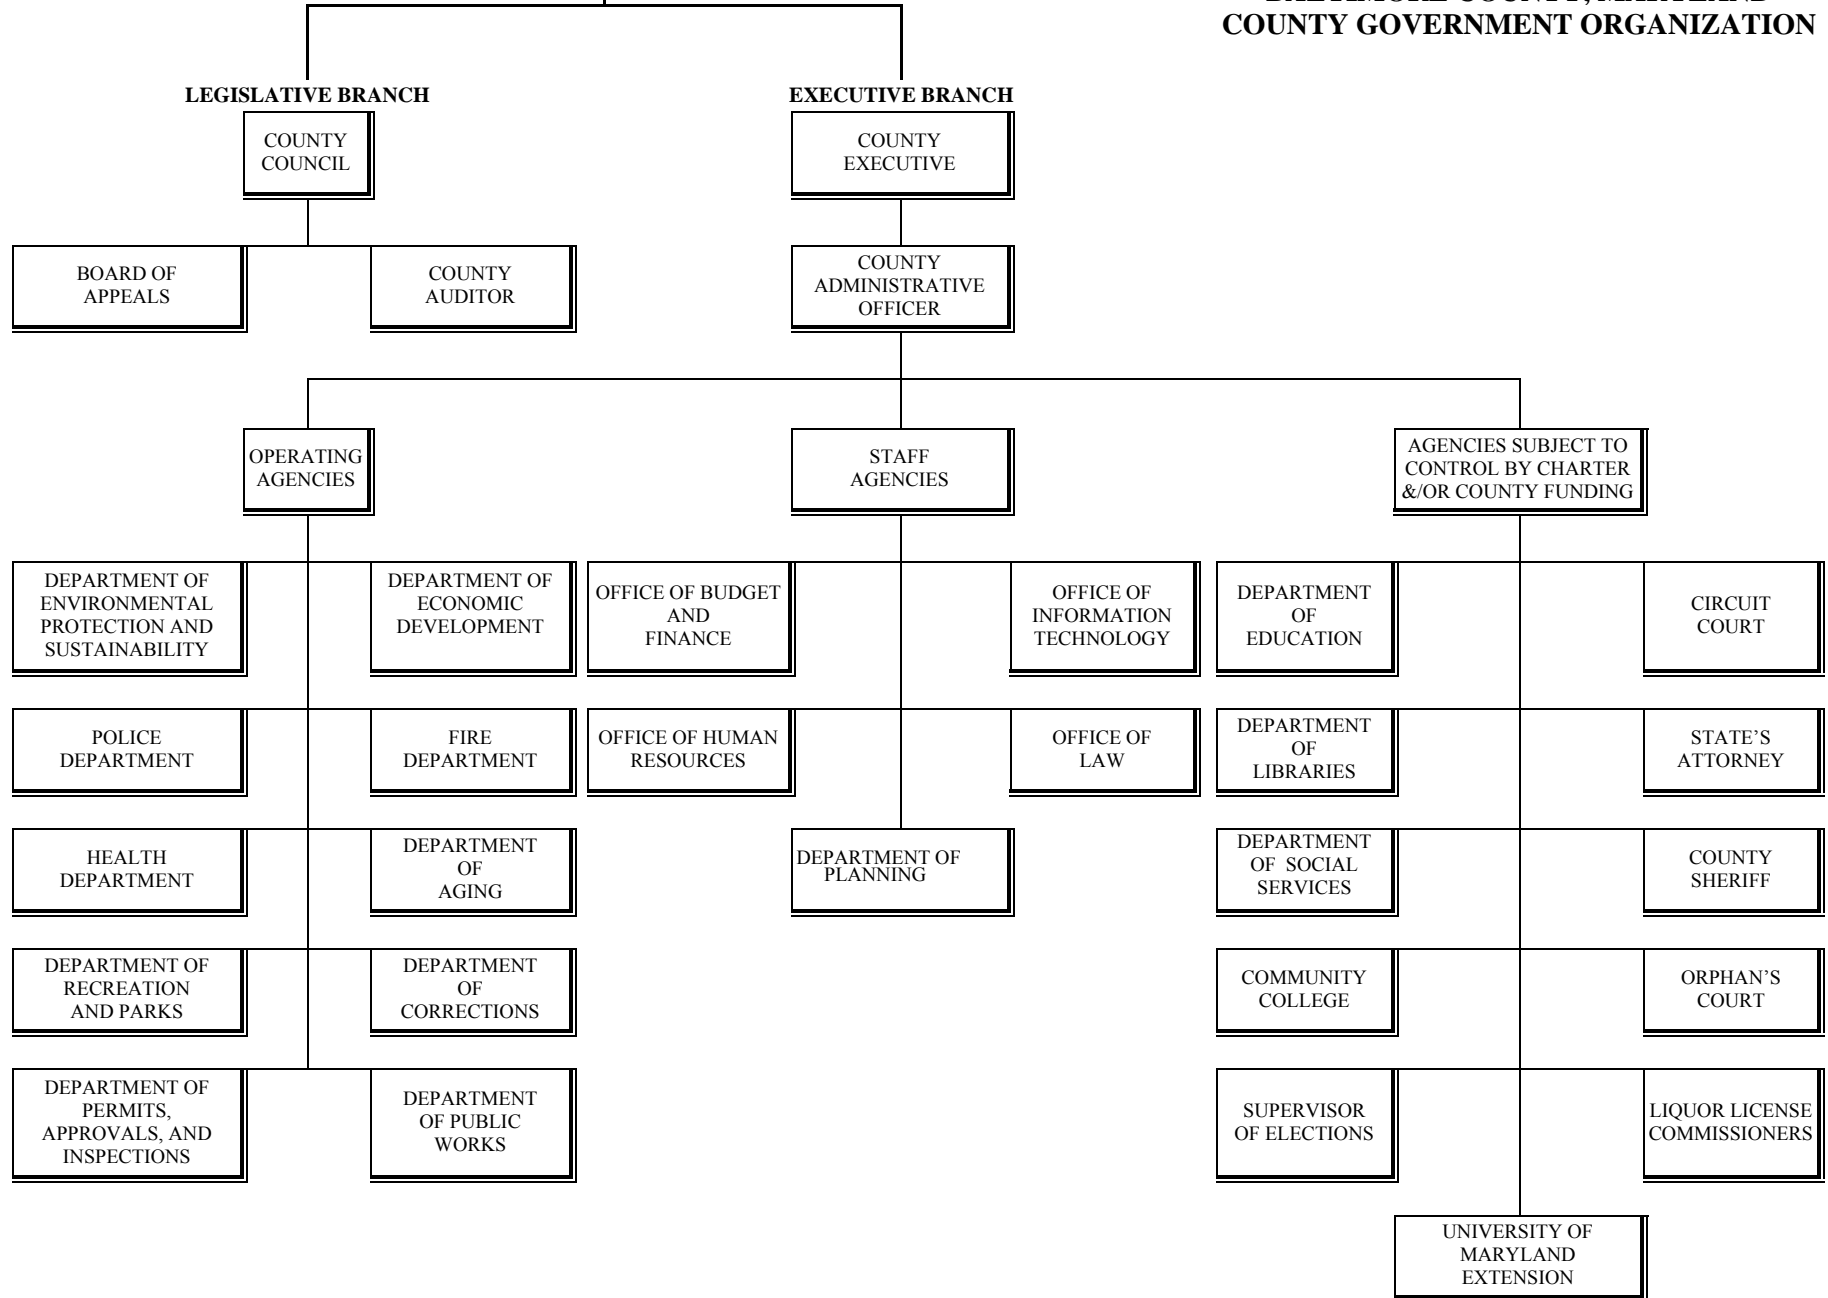 BALTIMORE COUNTY, MARYLAND
COUNTY GOVERNMENT ORGANIZATION
LEGISLATIVE BRANCH
EXECUTIVE BRANCH
COUNTY
COUNCIL
COUNTY
EXECUTIVE
BOARD OF
APPEALS
COUNTY
AUDITOR
COUNTY
ADMINISTRATIVE
OFFICER
OPERATING
AGENCIES
STAFF
AGENCIES
AGENCIES SUBJECT TO
CONTROL BY CHARTER
&/OR COUNTY FUNDING
DEPARTMENT OF
ENVIRONMENTAL
PROTECTION AND
SUSTAINABILITY
DEPARTMENT OF
ECONOMIC
DEVELOPMENT
OFFICE OF BUDGET
AND
FINANCE
OFFICE OF
INFORMATION
TECHNOLOGY
DEPARTMENT
OF
EDUCATION
CIRCUIT
COURT
POLICE
DEPARTMENT
FIRE
DEPARTMENT
OFFICE OF HUMAN
RESOURCES
OFFICE OF
LAW
DEPARTMENT
OF
LIBRARIES
STATE’S
ATTORNEY
HEALTH
DEPARTMENT
DEPARTMENT
OF
AGING
DEPARTMENT OF
PLANNING
DEPARTMENT
OF SOCIAL
SERVICES
COUNTY
SHERIFF
DEPARTMENT OF
RECREATION
AND PARKS
DEPARTMENT
OF
CORRECTIONS
COMMUNITY
COLLEGE
ORPHAN’S
COURT
DEPARTMENT OF
PERMITS,
APPROVALS, AND
INSPECTIONS
DEPARTMENT
OF PUBLIC
WORKS
SUPERVISOR
OF ELECTIONS
LIQUOR LICENSE
COMMISSIONERS
UNIVERSITY OF
MARYLAND
EXTENSION